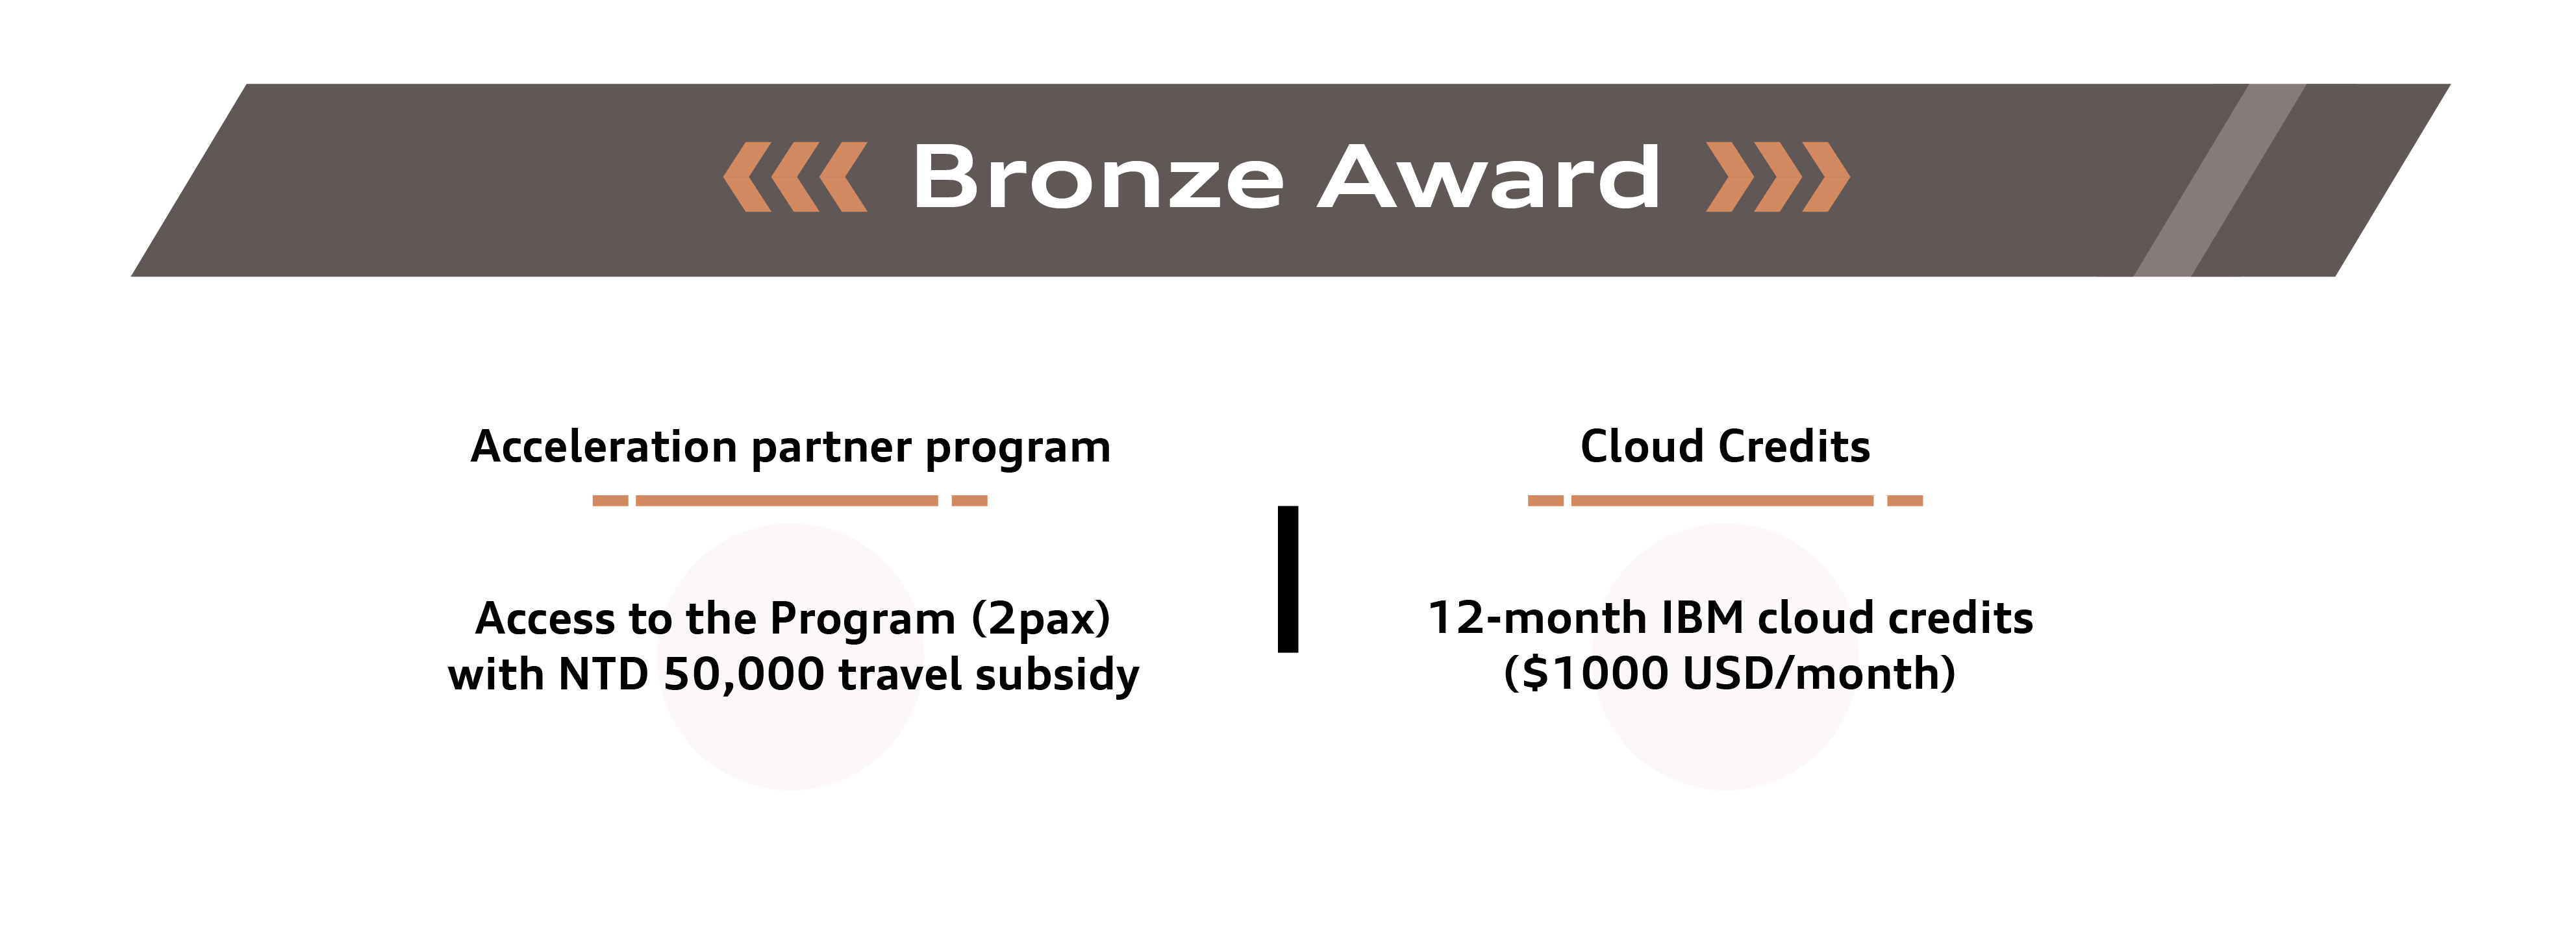 Bronze Award
Acceleration partner program
Access to the Program (2pax)
with NTD 50,000 travel subsidy
Cloud Credits
12-month IBM cloud credits
($1000 USD/month)